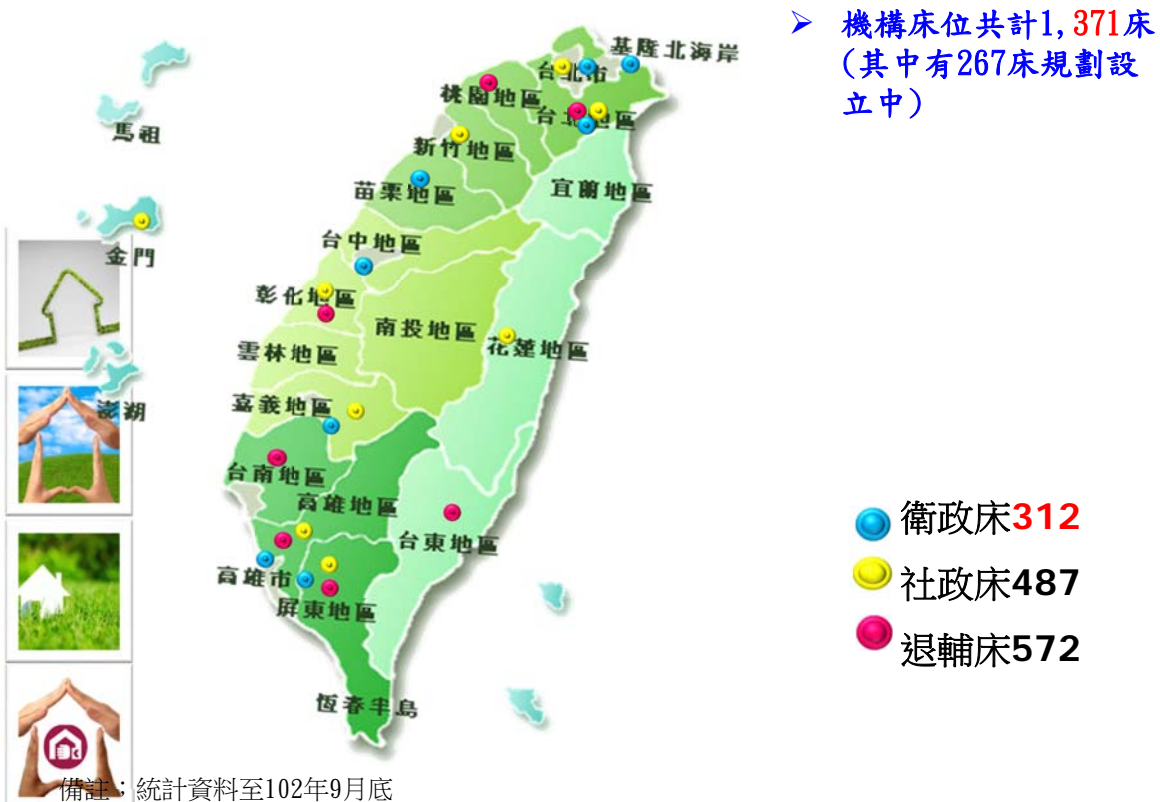 ➢ 機構床位共計1,371床
(其中有267床規劃設
立中)
基隆北海岸
台北市
桃園地區
台北地區
馬祖
新竹地區
苗栗地區
宜蘭地區
台中地區
金門
彰化地區
南投地區
花蓮地區
雲林地區
嘉義地區
澎湖
台南地區
高雄地區
台東地區
高雄市
屏東地區
恆春半島
衛政床312
社政床487
退輔床572
備註：統計資料至102年9月底